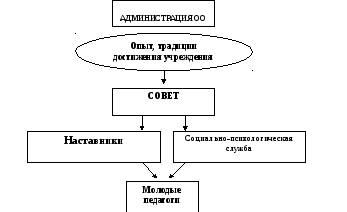 АДМИНИСТРАЦИЯ ОО
Опыт, традиции
достижения учреждения
СОВЕТ
Наставники
Социально-психологическая
служба
Молодые
педагоги